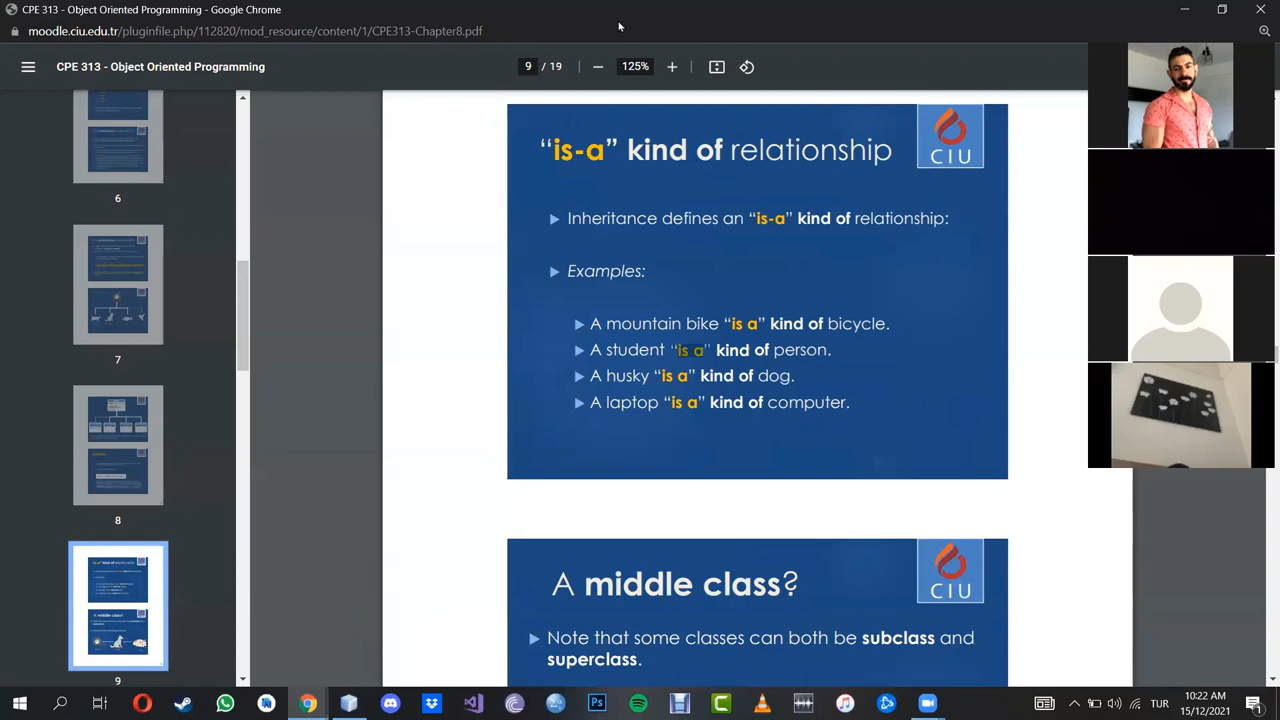 CPE 313 - Object Oriented Programming - Google Chrome
moodle.ciu.edu.tr/pluginfile.php/112820/mod_resource/content/1/CPE313-Chapter8.pdf
CPE 313 - Object Oriented Programming
9 / 19
125%
6
7
8
9
“is-a” kind of relationship
CIU
Inheritance defines an “is-a” kind of relationship:
Examples:
A mountain bike “is a” kind of bicycle.
A student “is a” kind of person.
A husky “is a” kind of dog.
A laptop “is a” kind of computer.
A middle class?
CIU
Note that some classes can both be subclass and
superclass.
TUR
10:22 AM
15/12/2021